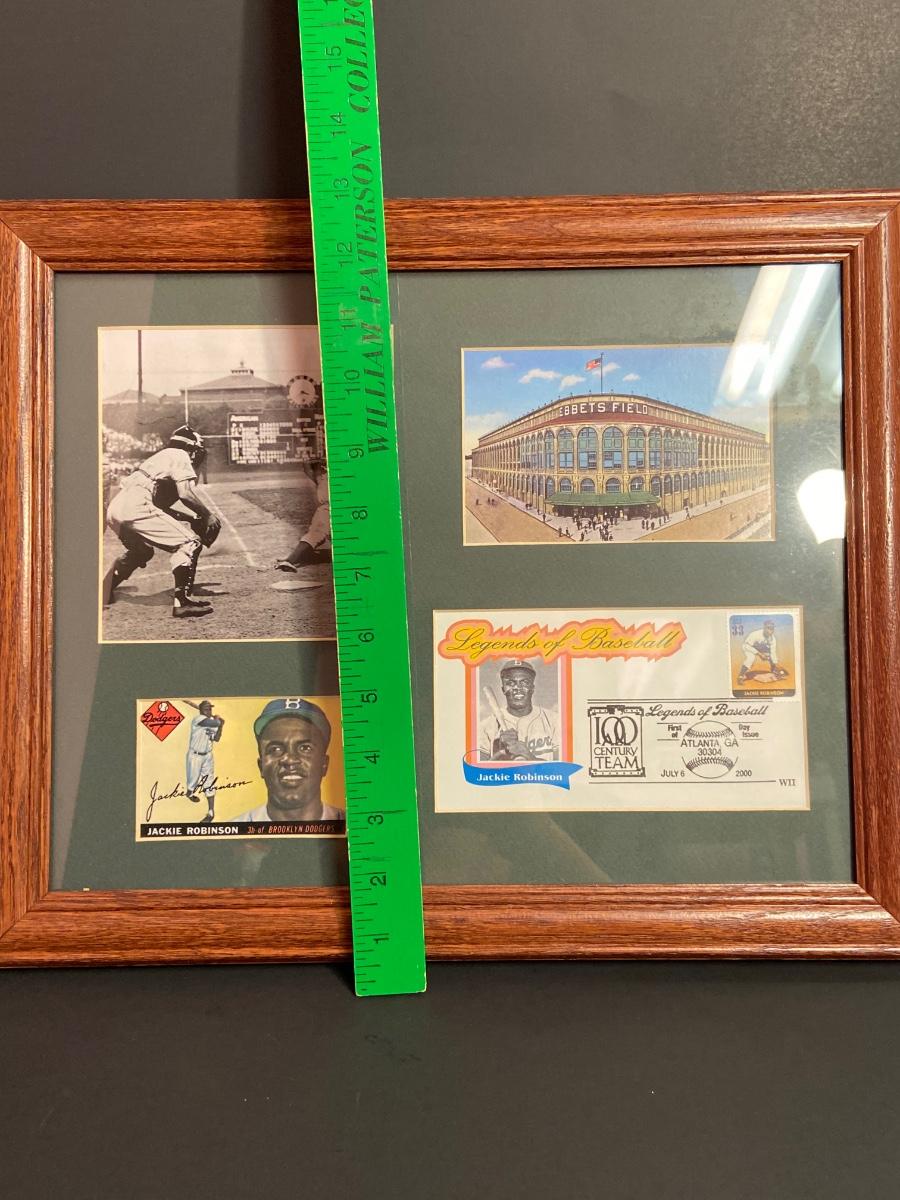 15
14
13
12
11
10
9
8
7
6
5
4
3
2
1
WILLIAM PATERSON COLLEG
EBBETS FIELD
Dodgers
Jackie Robinson
JACKIE ROBINSON 3b of BROOKLYN DODGERS
Legends of Baseball
33
JACKIE ROBINSON
Jackie Robinson
100
CENTURY
TEAM
Legends of Baseball
First Day
of Issue
ATLANTA, GA
30304
JULY 6 2000
WII